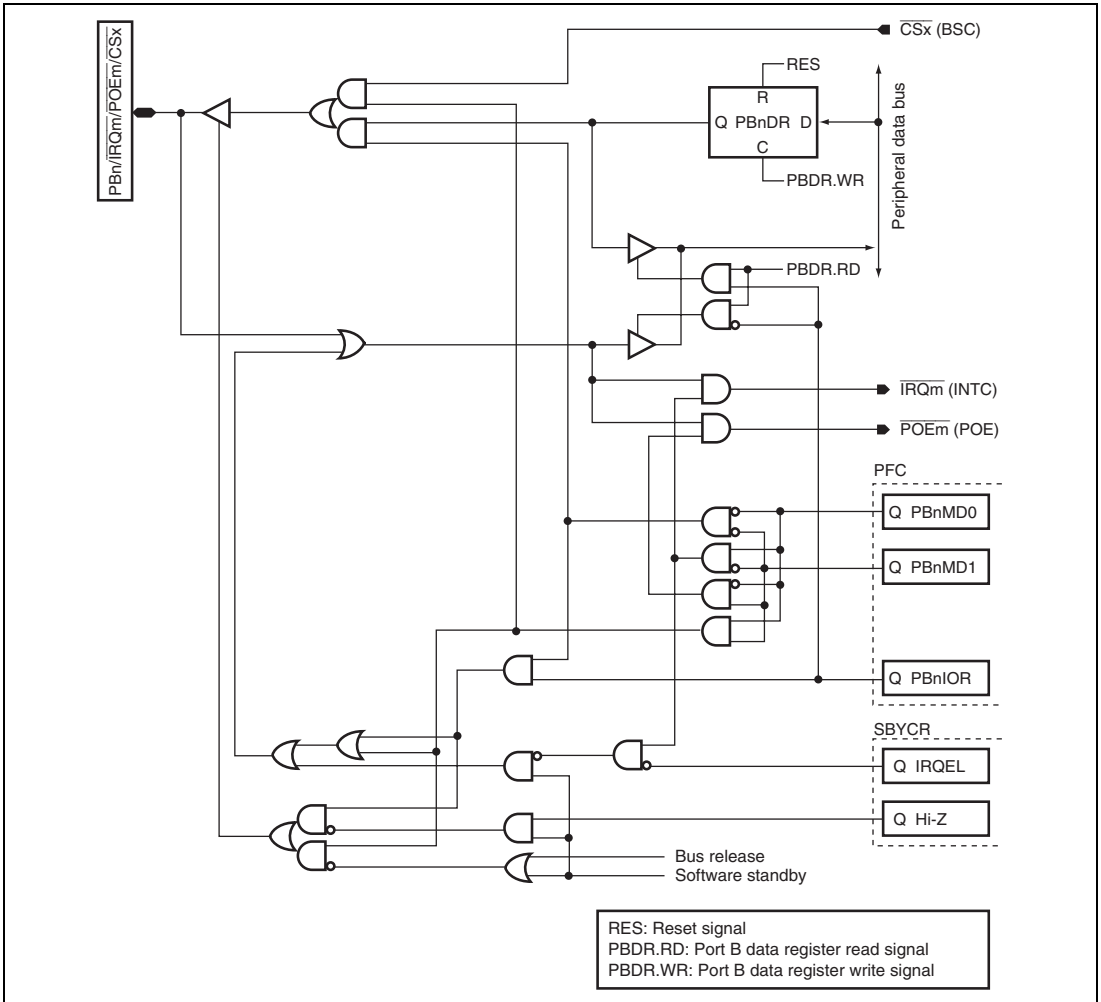 PBn/IRQm/POEm/CSx
CSx (BSC)
RES
R
Q PBnDR D
C
PBDR.WR
Peripheral data bus
PBDR.RD
IRQm (INTC)
POEm (POE)
PFC
Q PBnMD0
Q PBnMD1
Q PBnIOR
SBYCR
Q IRQEL
Q Hi-Z
Bus release
Software standby
RES: Reset signal
PBDR.RD: Port B data register read signal
PBDR.WR: Port B data register write signal